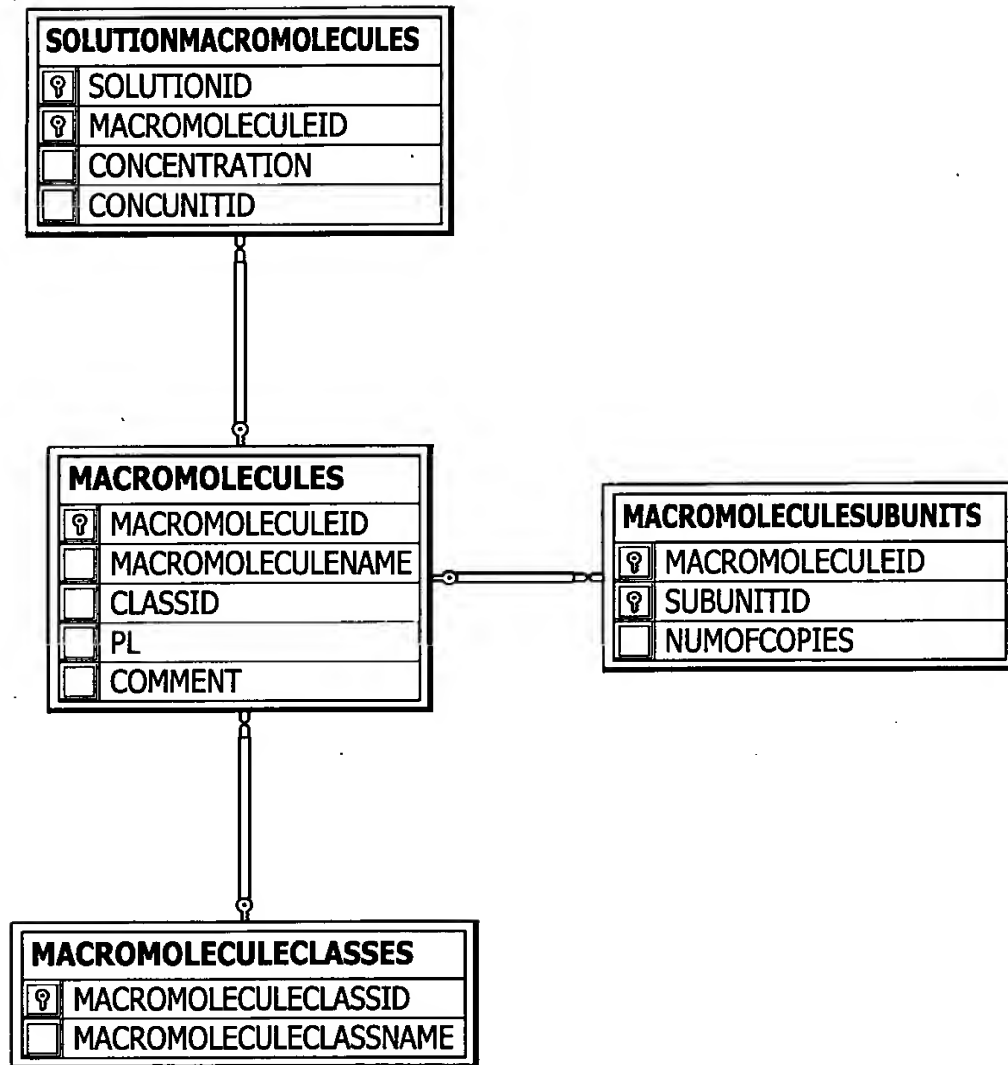 SOLUTIONMACROMOLECULES
SOLUTIONID
MACROMOLECULEID
CONCENTRATION
CONCUNITID
MACROMOLECULES
MACROMOLECULEID
MACROMOLECULENAME
CLASSID
PL
COMMENT
MACROMOLECULESUBUNITS
MACROMOLECULEID
SUBUNITID
NUMOFCOPIES
MACROMOLECULECLASSES
MACROMOLECULECLASSID
MACROMOLECULECLASSNAME